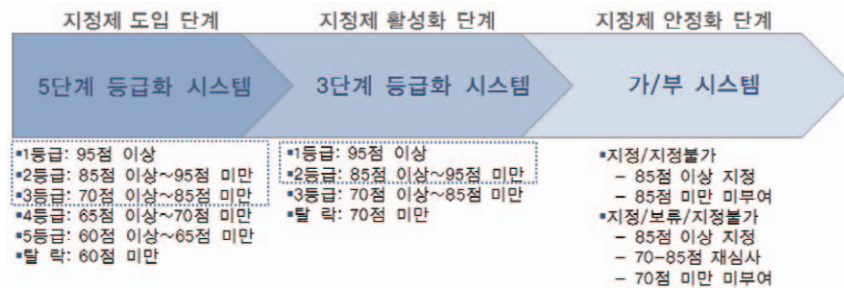 지정제 도입 단계
5단계 등급화 시스템
▪1등급: 95점 이상
▪2등급: 85점 이상~95점 미만
▪3등급: 70점 이상~85점 미만
▪4등급: 65점 이상~70점 미만
▪5등급: 60점 이상~65점 미만
▪탈 락: 60점 미만
지정제 활성화 단계
3단계 등급화 시스템
▪1등급: 95점 이상
▪2등급: 85점 이상~95점 미만
▪3등급: 70점 이상~85점 미만
▪탈 락: 70점 미만
지정제 안정화 단계
가/부 시스템
▪지정/지정불가
– 85점 이상 지정
– 85점 미만 미부여
▪지정/보류/지정불가
– 85점 이상 지정
– 70-85점 재심사
– 70점 미만 미부여